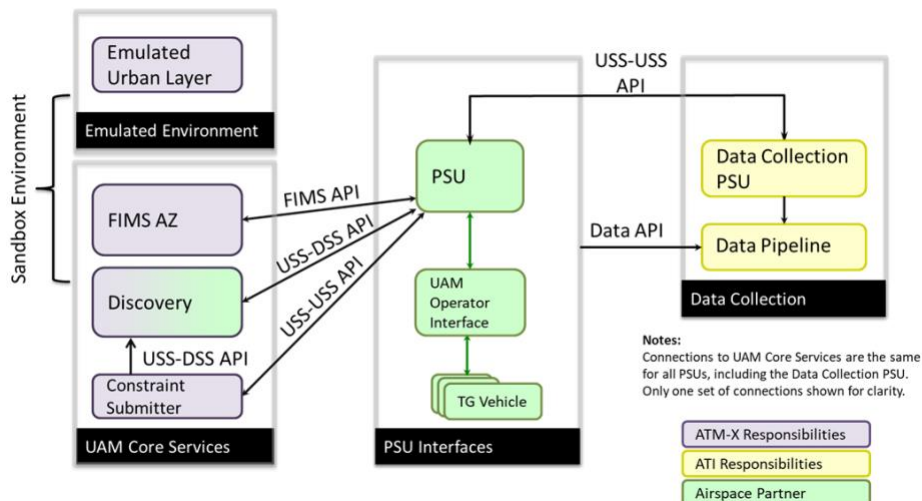 Sandbox Environment
Emulated
Urban Layer
Emulated Environment
FIMS AZ
Discovery
USS-DSS API
Constraint
Submitter
UAM Core Services
FIMS API
USS-DSS API
USS-USS API
PSU
UAM
Operator
Interface
TG Vehicle
PSU Interfaces
USS-USS
API
Data API
Data Collection
PSU
Data Pipeline
Data Collection
Notes:
Connections to UAM Core Services are the same
for all PSUs, including the Data Collection PSU.
Only one set of connections shown for clarity.
ATM-X Responsibilities
ATI Responsibilities
Airspace Partner